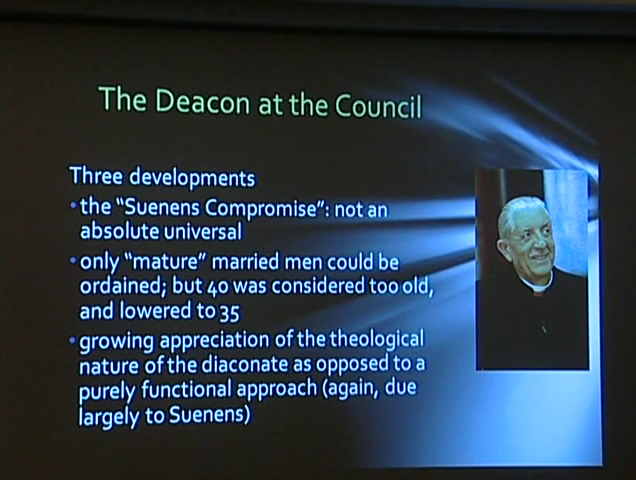 The Deacon at the Council
Three developments
• the “Suenens Compromise”: not an
absolute universal
• only “mature” married men could be
ordained; but 40 was considered too old,
and lowered to 35
• growing appreciation of the theological
nature of the diaconate as opposed to a
purely functional approach (again, due
largely to Suenens)